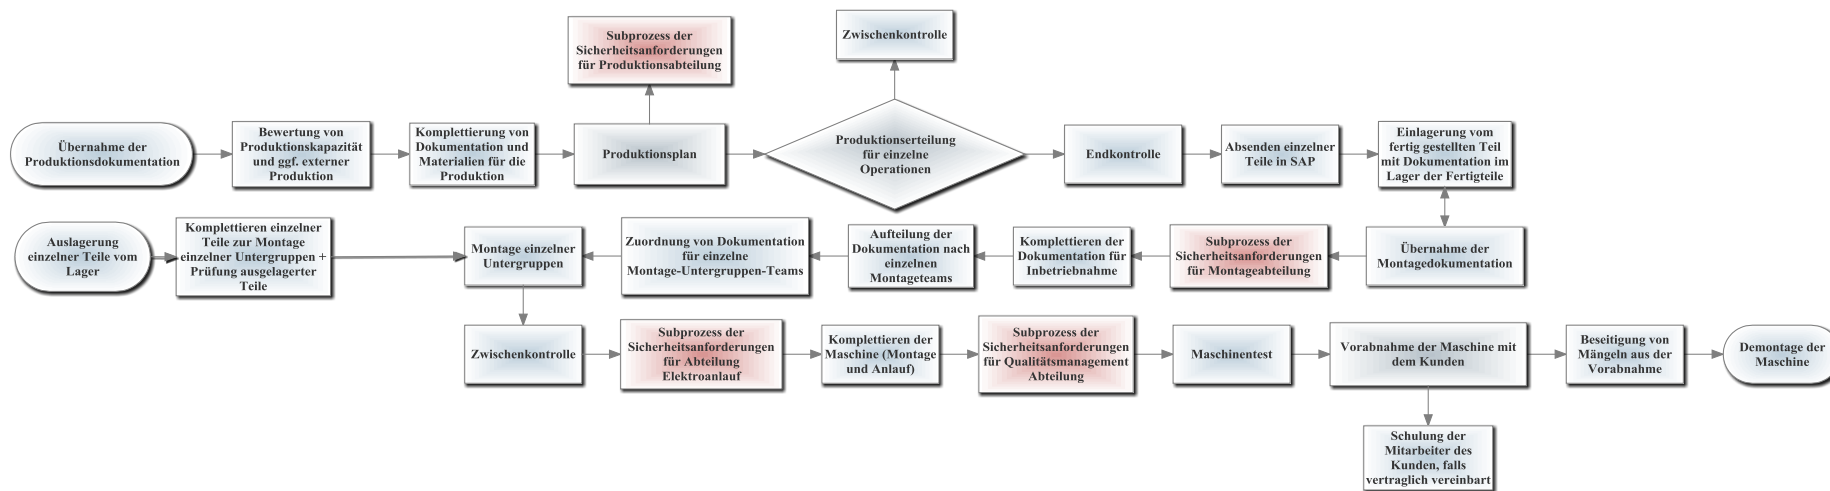 Zwischenkontrolle
Subprozess der
Sicherheitsanforderungen
für Produktionsabteilung
Übernahme der
Produktionsdokumentation
Bewertung von
Produktionskapazität
und ggf. externer
Produktion
Komplettierung von
Dokumentation und
Materialien für die
Produktion
Produktionsplan
Produktionserteilung
für einzelne
Operationen
Endkontrolle
Absenden einzelner
Teile in SAP
Einlagerung vom
fertig gestellten Teil
mit Dokumentation im
Lager der Fertigteile
Auslagerung
einzelner Teile vom
Lager
Komplettieren einzelner
Teile zur Montage
einzelner Untergruppen +
Prüfung ausgelagerter
Teile
Montage einzelner
Untergruppen
Zuordnung von Dokumentation
für einzelne
Montage-Untergruppen-Teams
Aufteilung der
Dokumentation nach
einzelnen
Montageteams
Komplettieren der
Dokumentation für
Inbetriebnahme
Subprozess der
Sicherheitsanforderungen
für Montageabteilung
Übernahme der
Montagedokumentation
Zwischenkontrolle
Subprozess der
Sicherheitsanforderungen
für Abteilung
Elektroanlauf
Komplettieren der
Maschine (Montage
und Anlauf)
Subprozess der
Sicherheitsanforderungen
für Qualitätsmanagement
Abteilung
Maschinentest
Vorabnahme der Maschine mit
dem Kunden
Beseitigung von
Mängeln aus der
Vorabnahme
Demontage der
Maschine
Schulung der
Mitarbeiter des
Kunden, falls
vertraglich vereinbart